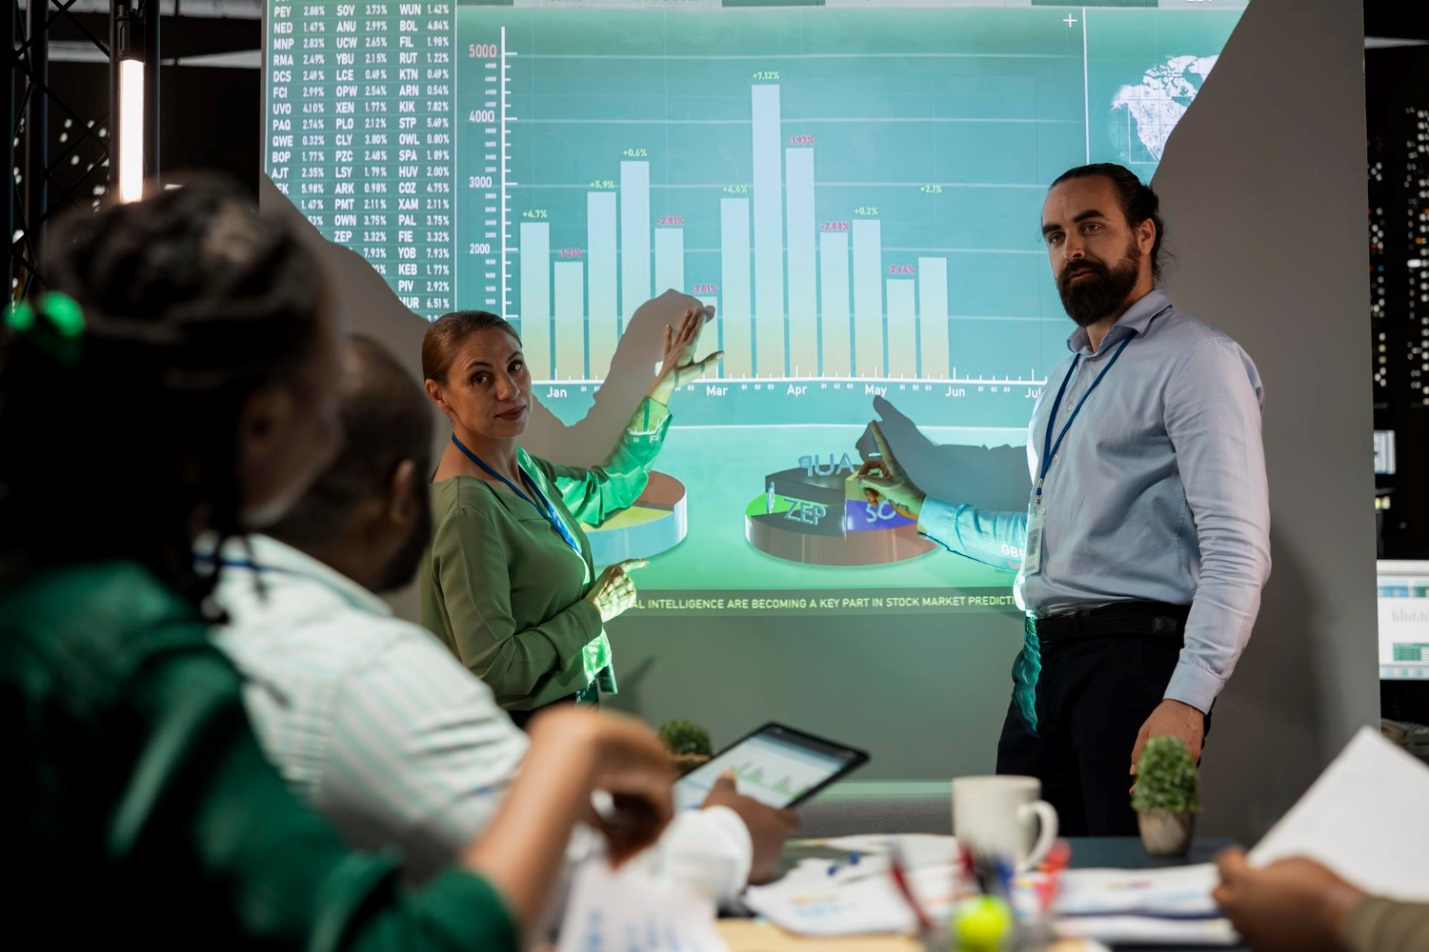 PEY 2.88% SOV 3.73% WUN 1.42%
NED 1.47% ANU 2.99% BOL 4.84%
MNP 2.83% UCW 2.65% FIL 1.98%
RMA 2.49% YBU 2.15% RUT 1.22%
DCS 2.49% LCE 0.49% KTN 0.49%
FCI 2.99% OPW 2.54% ARN 0.54%
UVO 4.10% XEN 1.77% KIK 7.82%
PAQ 2.74% PLO 2.12% STP 5.49%
QWE 0.32% CLY 3.80% OWL 0.80%
BOP 1.77% PZC 2.48% SPA 1.89%
AJT 2.35% LSY 1.79% HUV 2.00%
5.98% ARK 0.98% COZ 4.75%
1.47% PMT 2.11% XAM 2.11%
OWN 3.75% PAL 3.75%
ZEP 3.32% FIE 3.32%
7.93% YOB 7.93%
KEB 1.77%
PIV 2.92%
MUR 6.51%
5000
4000
3000
2000
+7.12%
+0.6%
+5.9%
+4.4%
+2.1%
+4.7%
+0.2%
Jan Mar Apr May Jun
ZEP
AL INTELLIGENCE ARE BECOMING A KEY PART IN STOCK MARKET PREDICTI